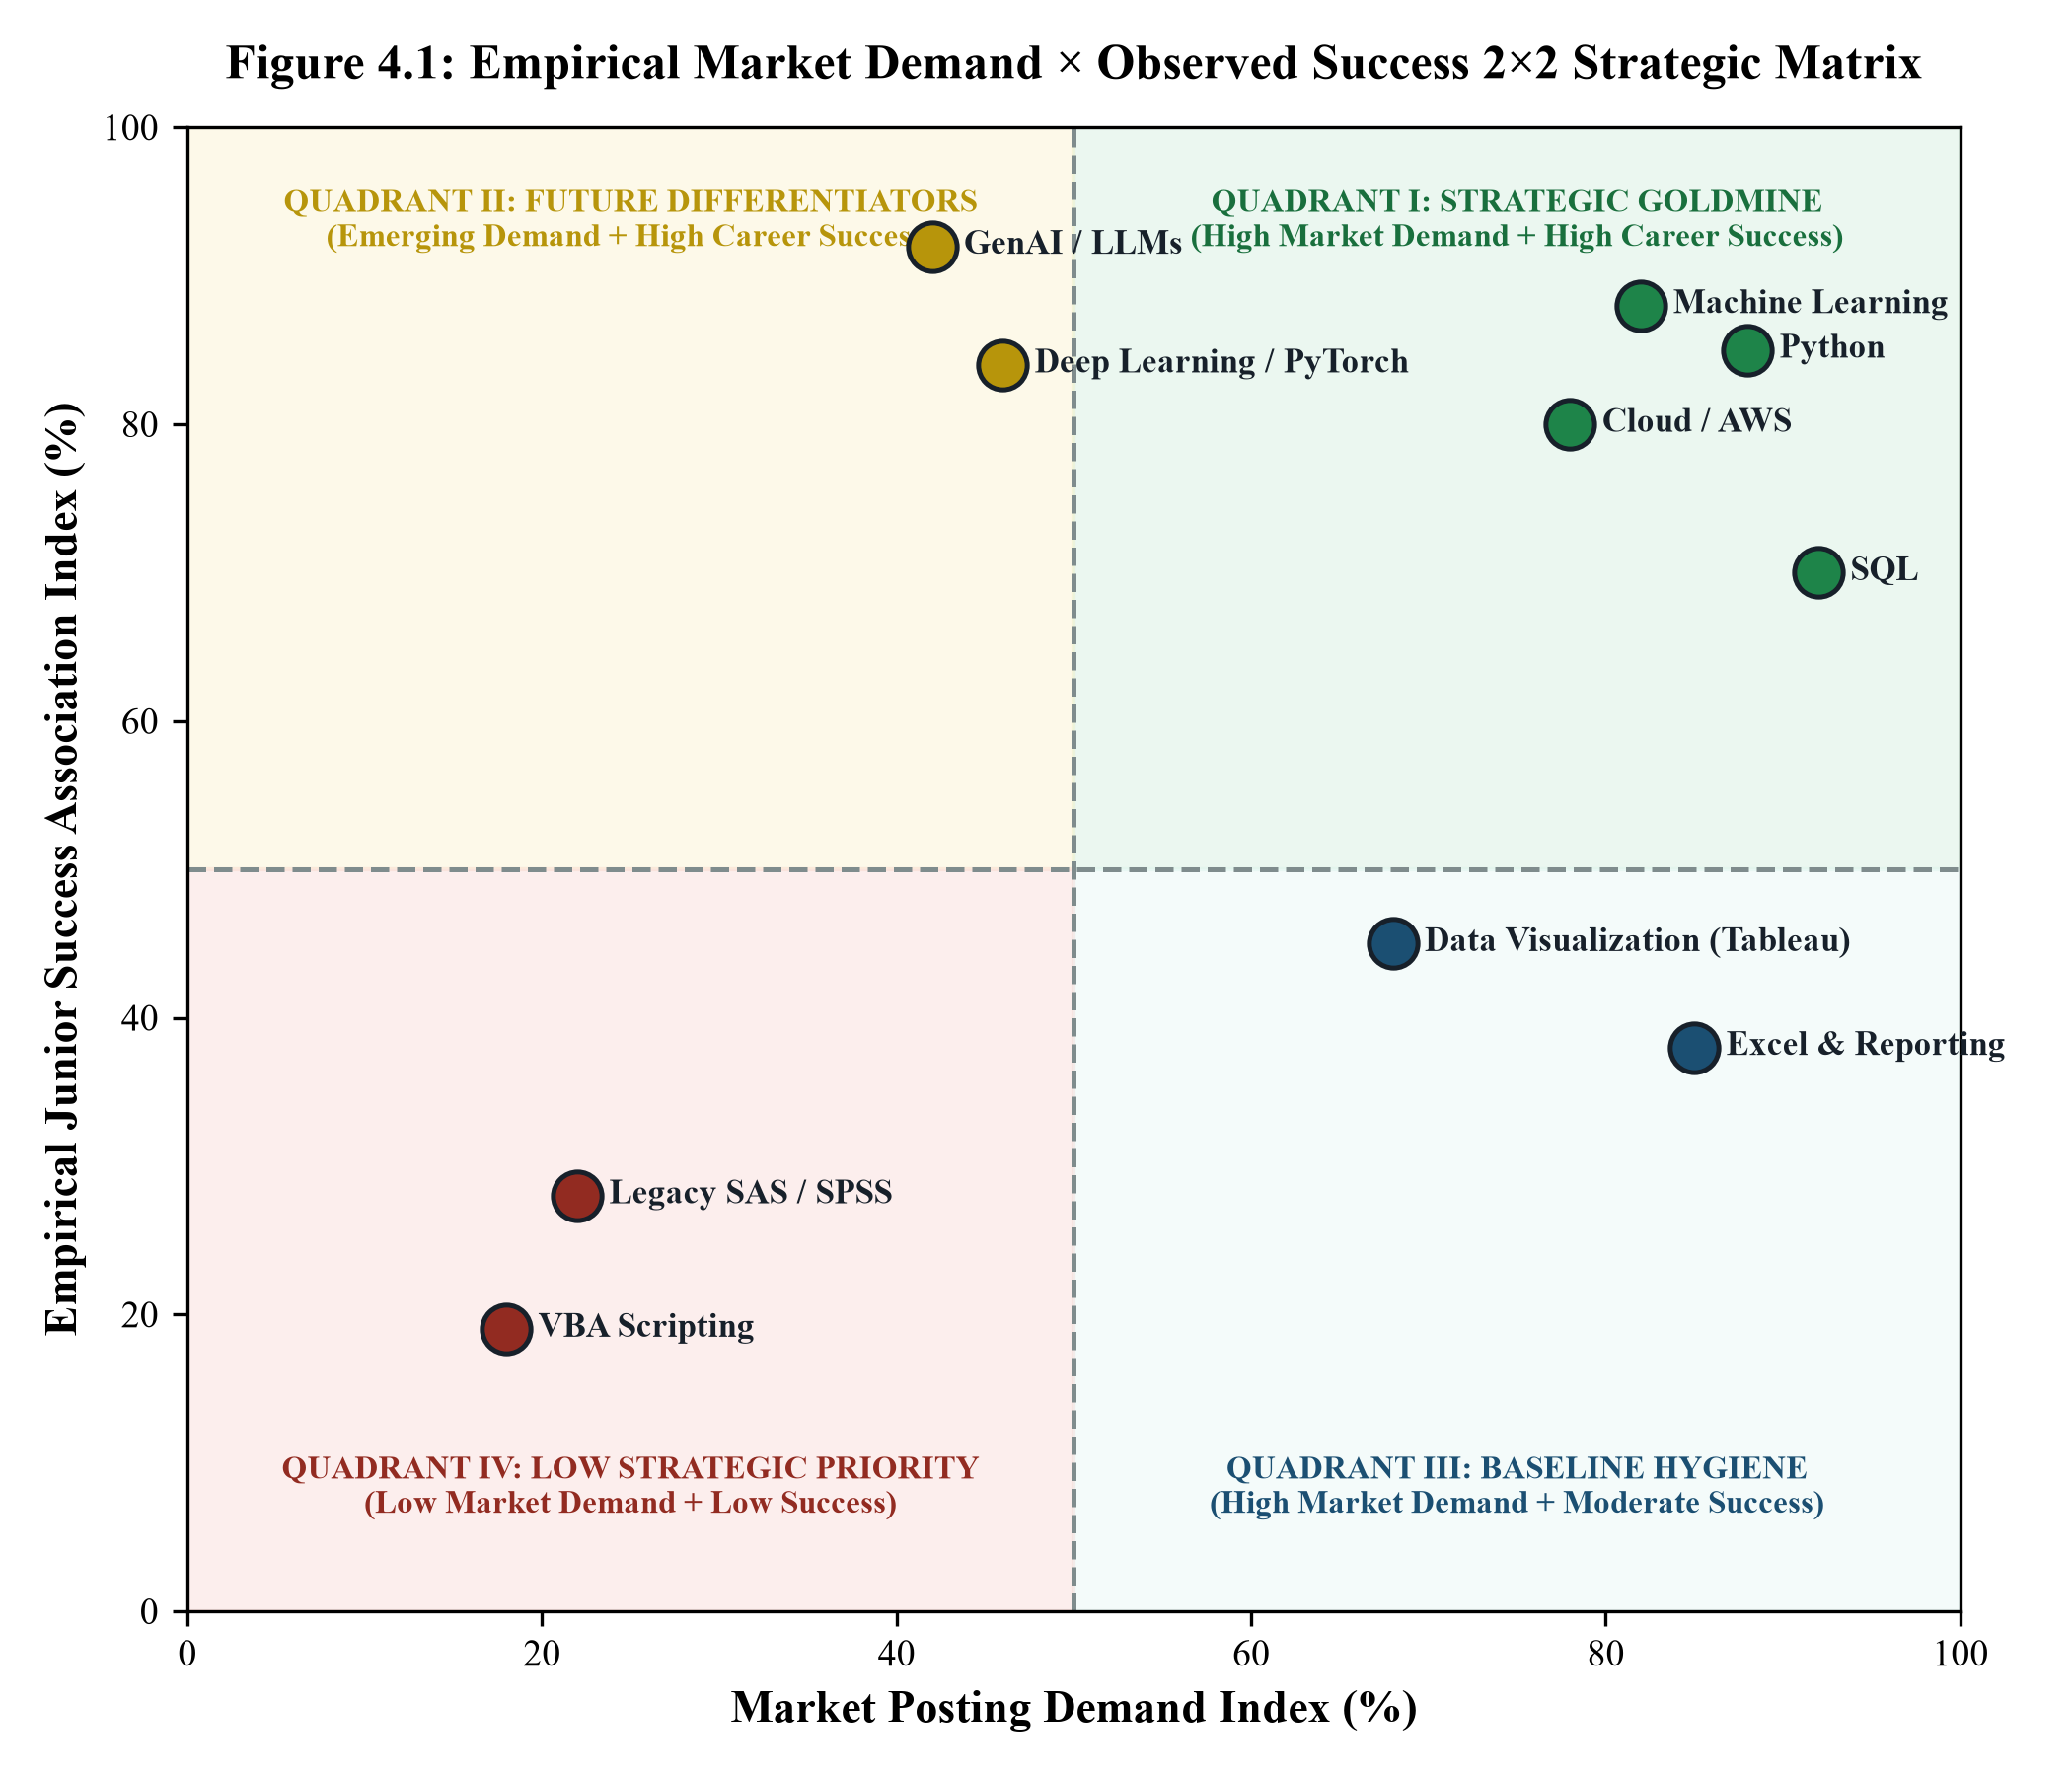 Figure 4.1: Empirical Market Demand × Observed Success 2×2 Strategic Matrix
Empirical Junior Success Association Index (%)
100
80
60
40
20
0
QUADRANT II: FUTURE DIFFERENTIATORS
(Emerging Demand + High Career Succes
QUADRANT I: STRATEGIC GOLDMINE
(High Market Demand + High Career Success)
GenAI / LLMs
Machine Learning
Python
Deep Learning / PyTorch
Cloud / AWS
SQL
Data Visualization (Tableau)
Excel & Reporting
Legacy SAS / SPSS
VBA Scripting
QUADRANT IV: LOW STRATEGIC PRIORITY
(Low Market Demand + Low Success)
QUADRANT III: BASELINE HYGIENE
(High Market Demand + Moderate Success)
0
20
40
60
80
100
Market Posting Demand Index (%)